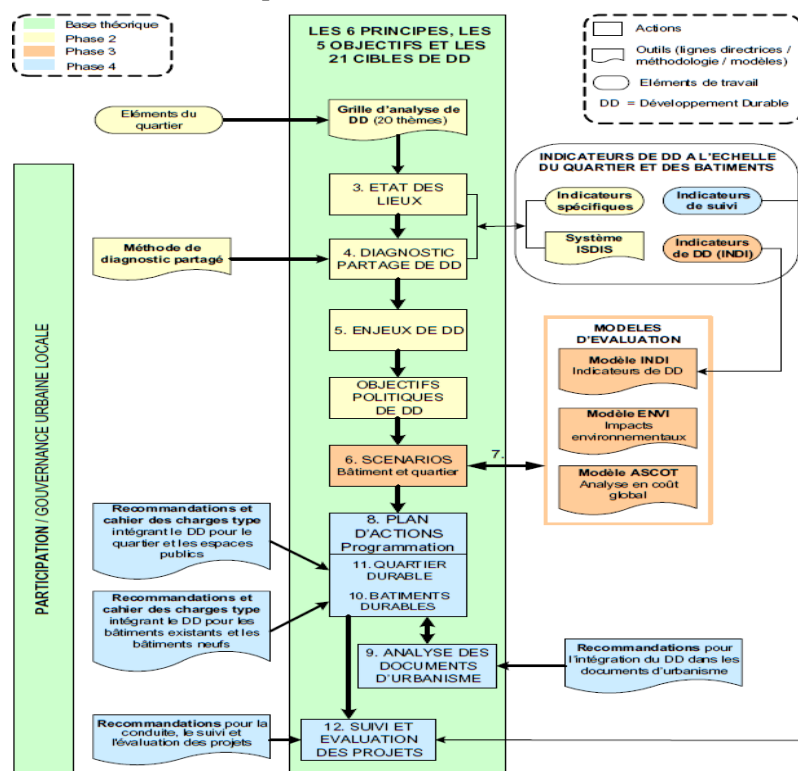 Base théorique
Phase 2
Phase 3
Phase 4
LES 6 PRINCIPES, LES
5 OBJECTIFS ET LES
21 CIBLES DE DD
Actions
Outils (lignes directrices /
méthodologie / modèles)
Eléments de travail
DD = Développement Durable
Eléments du
quartier
Grille d'analyse de
DD (20 thèmes)
INDICATEURS DE DD A L'ECHELLE
DU QUARTIER ET DES BATIMENTS
3. ETAT DES
LIEUX
Indicateurs
spécifiques
Indicateurs
de suivi
Système
ISDIS
Indicateurs
de DD (INDI)
Méthode de
diagnostic partagé
4. DIAGNOSTIC
PARTAGE DE DD
5. ENJEUX DE DD
MODELES
D'EVALUATION
Modèle INDI
Indicateurs de DD
Modèle ENVI
Impacts
environnementaux
Modèle ASCOT
Analyse en coût
global
OBJECTIFS
POLITIQUES
DE DD
6. SCENARIOS
Bâtiment et quartier
7.
PARTICIPATION / GOUVERNANCE URBAINE LOCALE
Recommandations et
cahier des charges type
intégrant le DD pour le
quartier et les espaces
publics
8. PLAN
D'ACTIONS
Programmation
11. QUARTIER
DURABLE
10. BATIMENTS
DURABLES
Recommandations et
cahier des charges type
intégrant le DD pour les
bâtiments existants et les
bâtiments neufs
9. ANALYSE DES
DOCUMENTS
D'URBANISME
Recommandations pour
l'intégration du DD dans les
documents d'urbanisme
Recommandations pour la
conduite, le suivi et
l'évaluation des projets
12. SUIVI ET
EVALUATION
DES PROJETS